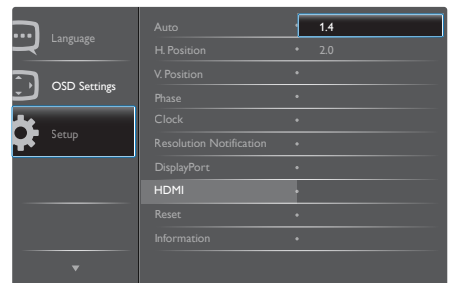 Language
OSD Settings
Setup
Auto
H. Position
V. Position
Phase
Clock
Resolution Notification
DisplayPort
HDMI
Reset
Information
1.4
2.0